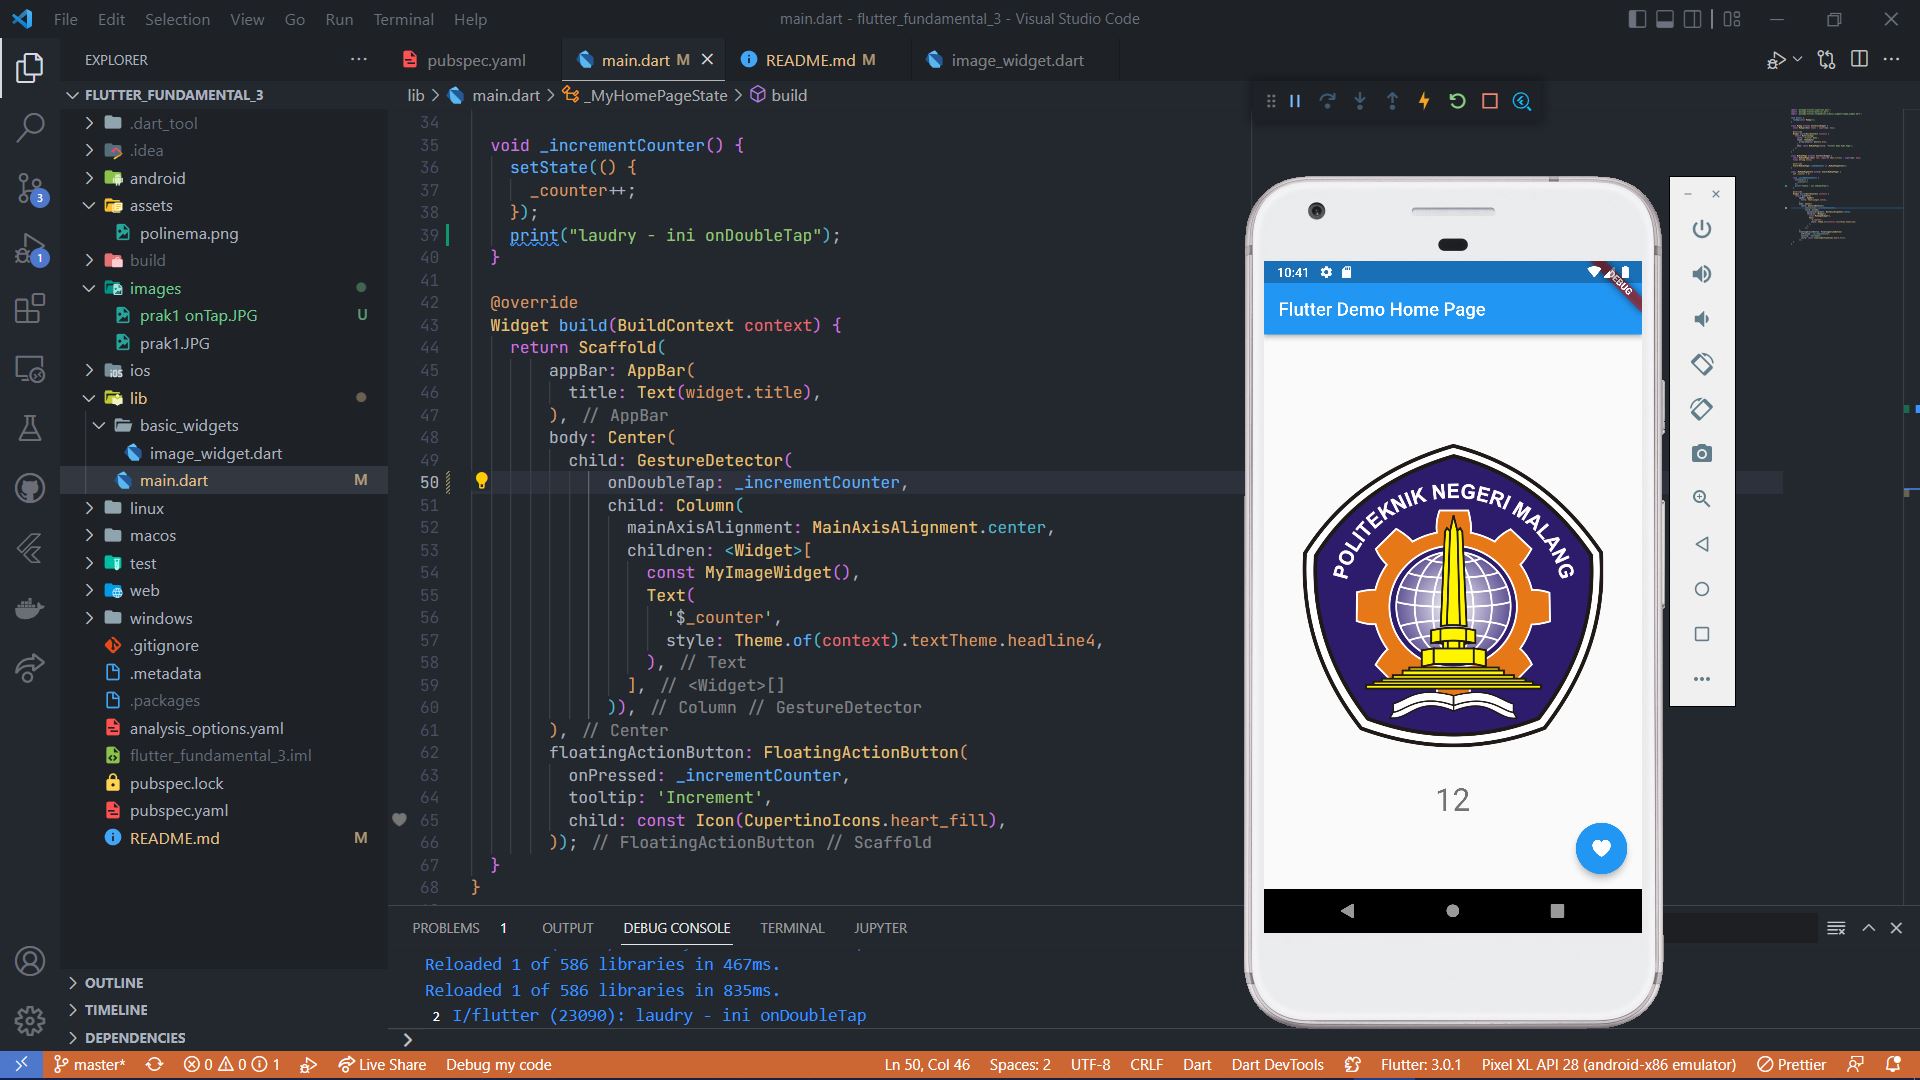 File Edit Selection View Go Run Terminal Help
main.dart - flutter_fundamental_3 - Visual Studio Code
EXPLORER
FLUTTER_FUNDAMENTAL_3
.dart_tool
.idea
android
assets
polinema.png
build
images
prak1 onTap.JPG U
prak1.JPG
ios
lib
basic_widgets
image_widget.dart
main.dart M
linux
macos
test
web
windows
.gitignore
.metadata
.packages
analysis_options.yaml
flutter_fundamental_3.iml
pubspec.lock
pubspec.yaml
README.md M
OUTLINE
TIMELINE
DEPENDENCIES
3
1
pubspec.yaml
main.dart M
README.md M
image_widget.dart
lib > main.dart > _MyHomePageState > build
34
35 void _incrementCounter() {
36 setState(() {
37 _counter++;
38 });
39 print("laudry - ini onDoubleTap");
40 }
41
42 @override
43 Widget build(BuildContext context) {
44 return Scaffold(
45 appBar: AppBar(
46 title: Text(widget.title),
47 ), // AppBar
48 body: Center(
49 child: GestureDetector(
50 onDoubleTap: _incrementCounter,
51 child: Column(
52 mainAxisAlignment: MainAxisAlignment.center,
53 children: <Widget>[
54 const MyImageWidget(),
55 Text(
56 '$_counter',
57 style: Theme.of(context).textTheme.headline4,
58 ), // Text
59 ], // <Widget>[]
60 )), // Column // GestureDetector
61 ), // Center
62 floatingActionButton: FloatingActionButton(
63 onPressed: _incrementCounter,
64 tooltip: 'Increment',
65 child: const Icon(CupertinoIcons.heart_fill),
66 )); // FloatingActionButton // Scaffold
67 }
68 }
10:41
DEBUG
Flutter Demo Home Page
POLITEKNIK NEGERI MALANG
12
PROBLEMS 1 OUTPUT DEBUG CONSOLE TERMINAL JUPYTER
Reloaded 1 of 586 libraries in 467ms.
Reloaded 1 of 586 libraries in 835ms.
2 I/flutter (23090): laudry - ini onDoubleTap
master* 0 0 1 Live Share Debug my code
Ln 50, Col 46 Spaces: 2 UTF-8 CRLF Dart Dart DevTools Flutter: 3.0.1 Pixel XL API 28 (android-x86 emulator) Prettier